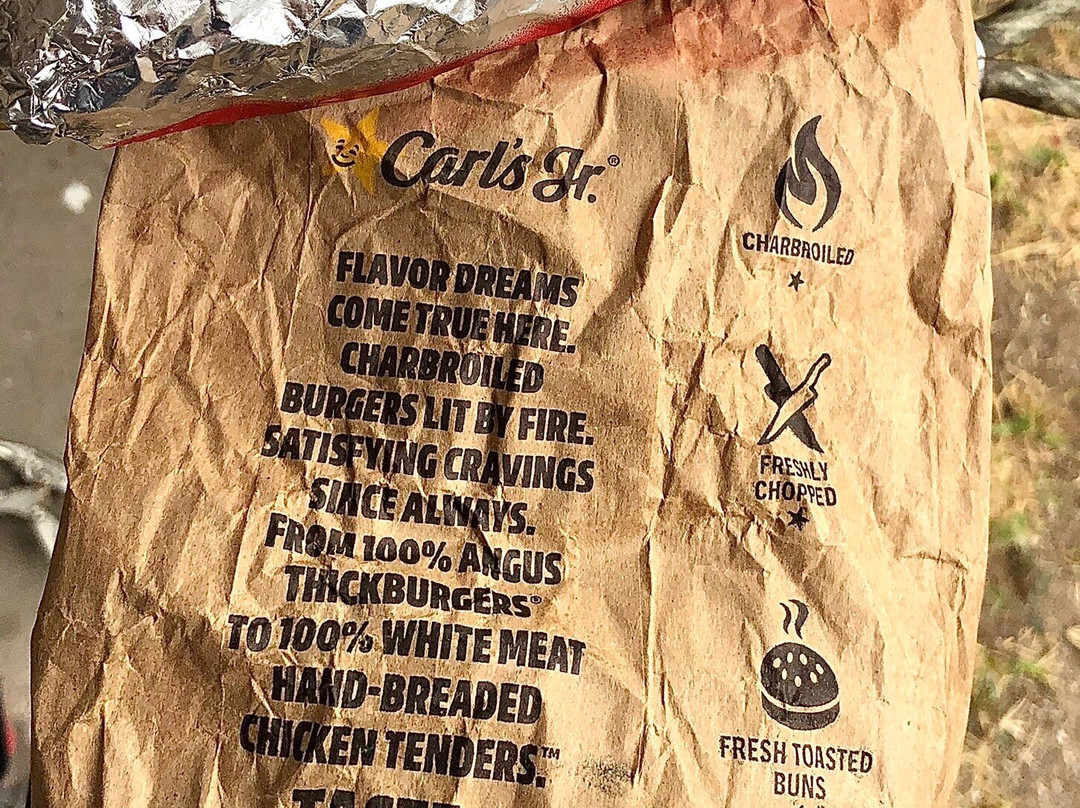 Carl's Jr.®
FLAVOR DREAMS
COME TRUE HERE.
CHARBROILED
BURGERS LIT BY FIRE.
SATISFYING CRAVINGS
SINCE ALWAYS.
FROM 100% ANGUS
THICKBURGERS®
TO 100% WHITE MEAT
HAND-BREADED
CHICKEN TENDERS.™
CHARBROILED
FRESHLY
CHOPPED
FRESH TOASTED
BUNS